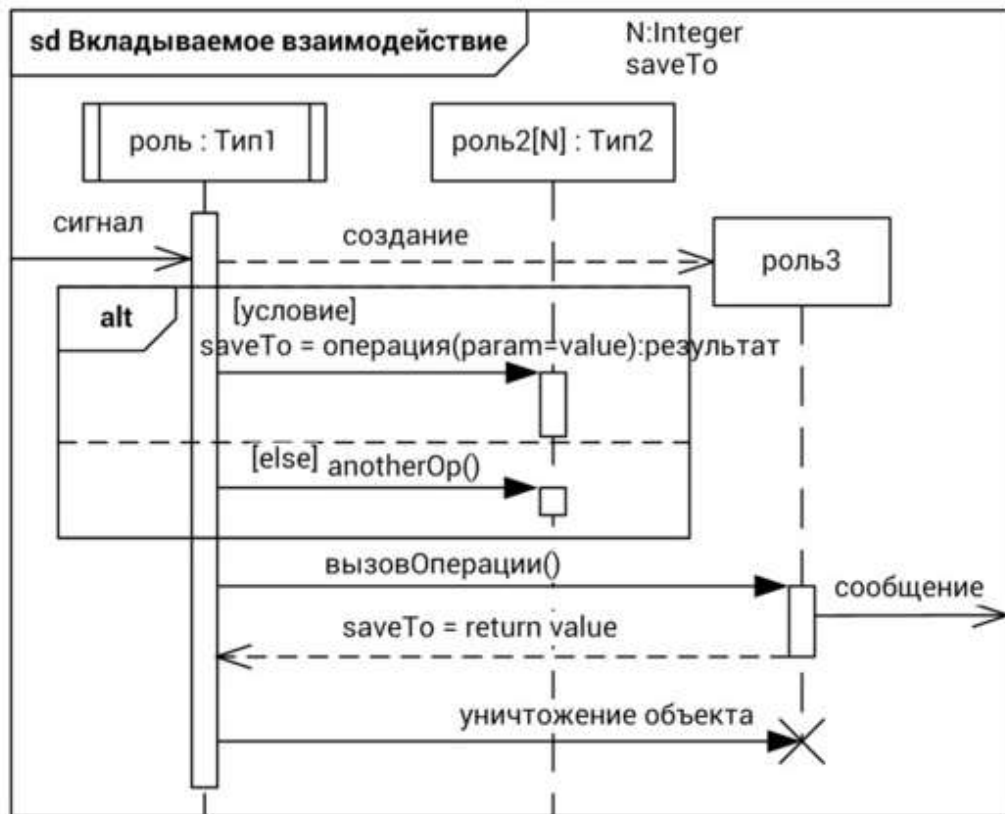 sd Вкладываемое взаимодействие
N:Integer
saveTo
роль : Тип1
роль2[N] : Тип2
сигнал
создание
роль3
alt
[условие]
saveTo = операция(param=value):результат
[else]
anotherOp()
вызовОперации()
сообщение
saveTo = return value
уничтожение объекта